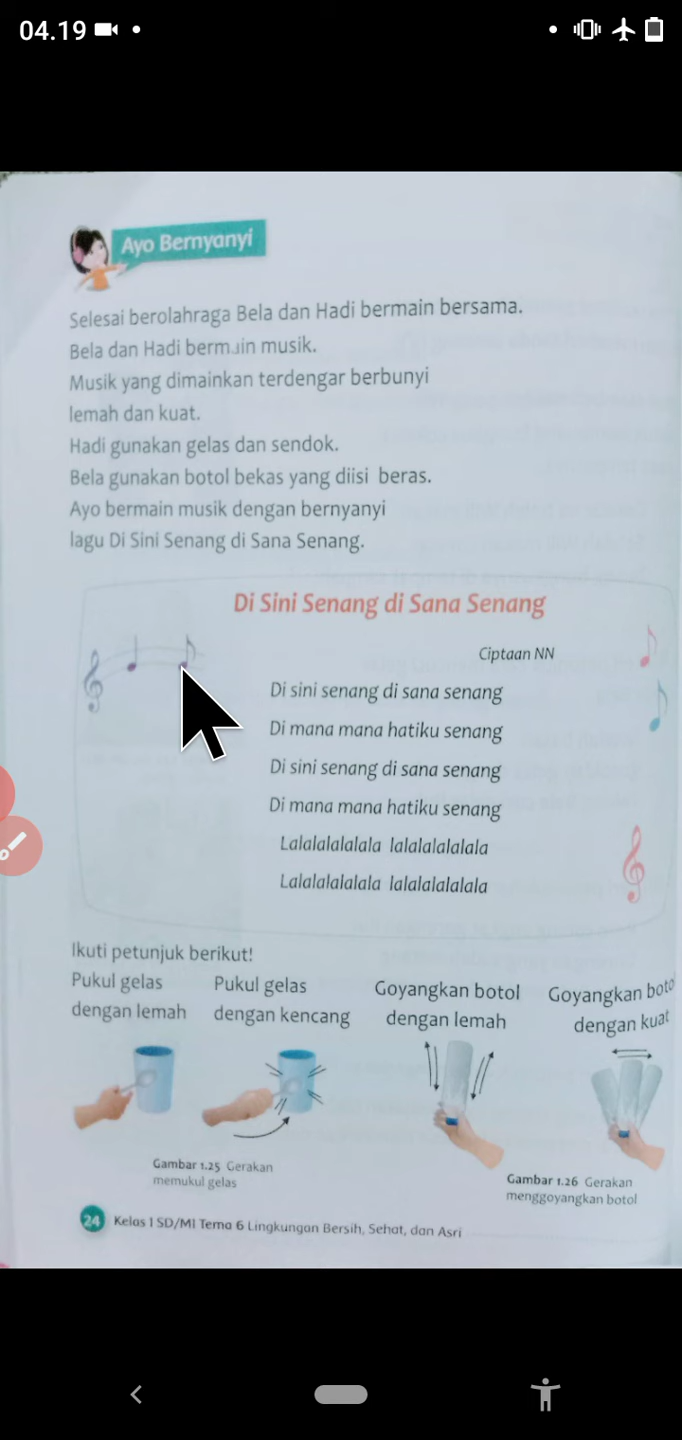 04.19
Ayo Bernyanyi
Selesai berolahraga Bela dan Hadi bermain bersama.
Bela dan Hadi bermain musik.
Musik yang dimainkan terdengar berbunyi
lemah dan kuat.
Hadi gunakan gelas dan sendok.
Bela gunakan botol bekas yang diisi beras.
Ayo bermain musik dengan bernyanyi
lagu Di Sini Senang di Sana Senang.
Di Sini Senang di Sana Senang
Ciptaan NN
Di sini senang di sana senang
Di mana mana hatiku senang
Di sini senang di sana senang
Di mana mana hatiku senang
Lalalalalalala lalalalalalala
Lalalalalalala lalalalalalala
Ikuti petunjuk berikut!
Pukul gelas
dengan lemah
Pukul gelas
dengan kencang
Goyangkan botol
dengan lemah
Goyangkan boto
dengan kuat
Gambar 1.25 Gerakan
memukul gelas
Gambar 1.26 Gerakan
menggoyangkan botol
24 Kelas 1 SD/MI Tema 6 Lingkungan Bersih, Sehat, dan Asri